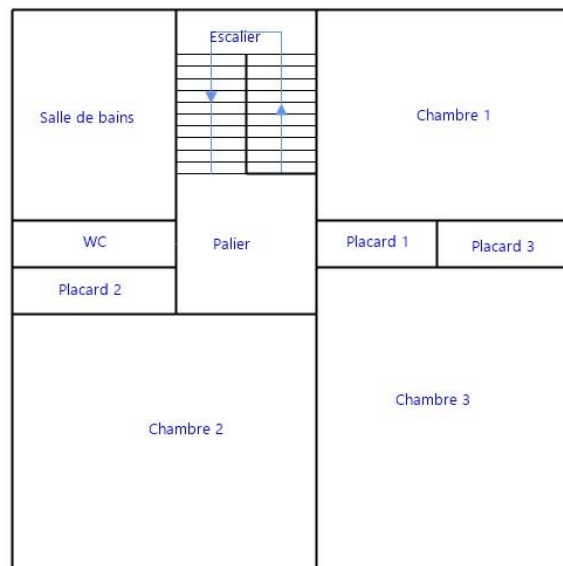 Escalier
Salle de bains
Chambre 1
WC
Palier
Placard 1
Placard 3
Placard 2
Chambre 3
Chambre 2